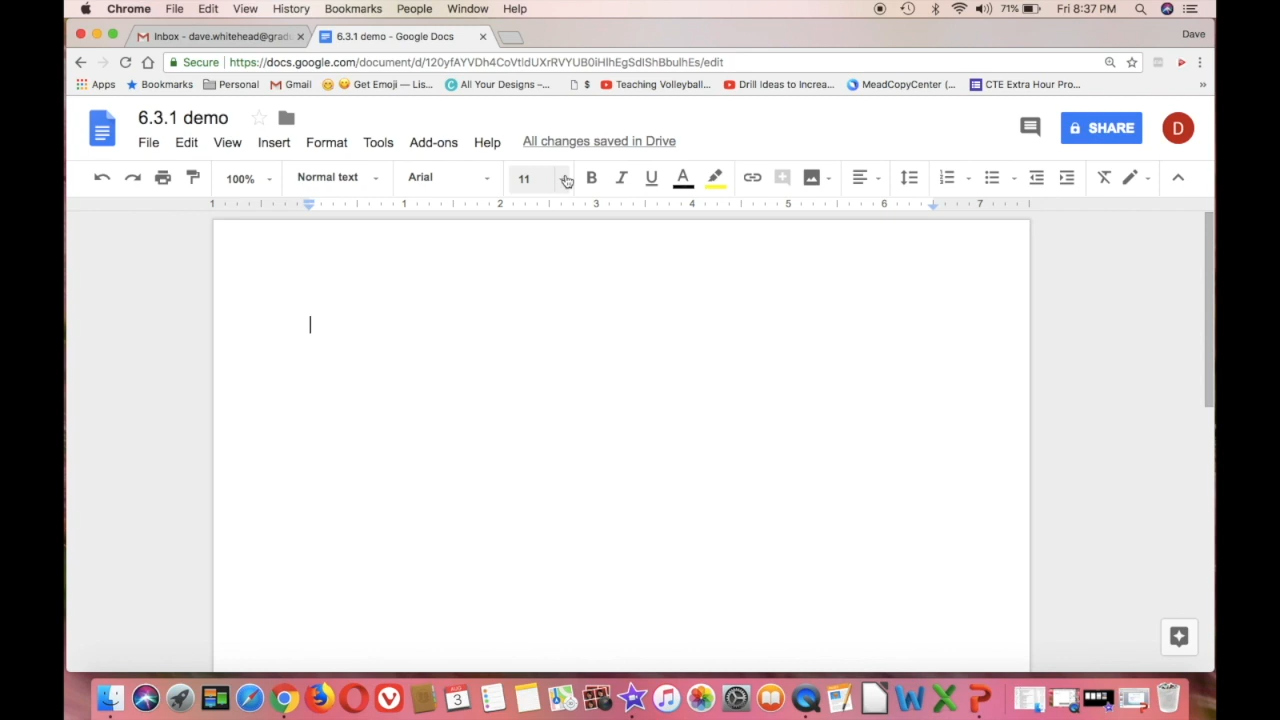 Chrome File Edit View History Bookmarks People Window Help 71% Fri 8:37 PM
Inbox - dave.whitehead@gradu 6.3.1 demo - Google Docs Dave
Secure https://docs.google.com/document/d/
Apps Bookmarks Personal Gmail Get Emoji — Lis... All Your Designs –... $ Teaching Volleyball... Drill ideas to Increa... MeadCopyCenter (... CTE Extra Hour Pro... »
6.3.1 demo
SHARE D
File Edit View Insert Format Tools Add-ons Help All changes saved in Drive
100% Normal text Arial 11 B I U A
1 1 2 3 4 5 6 7
AUG
3